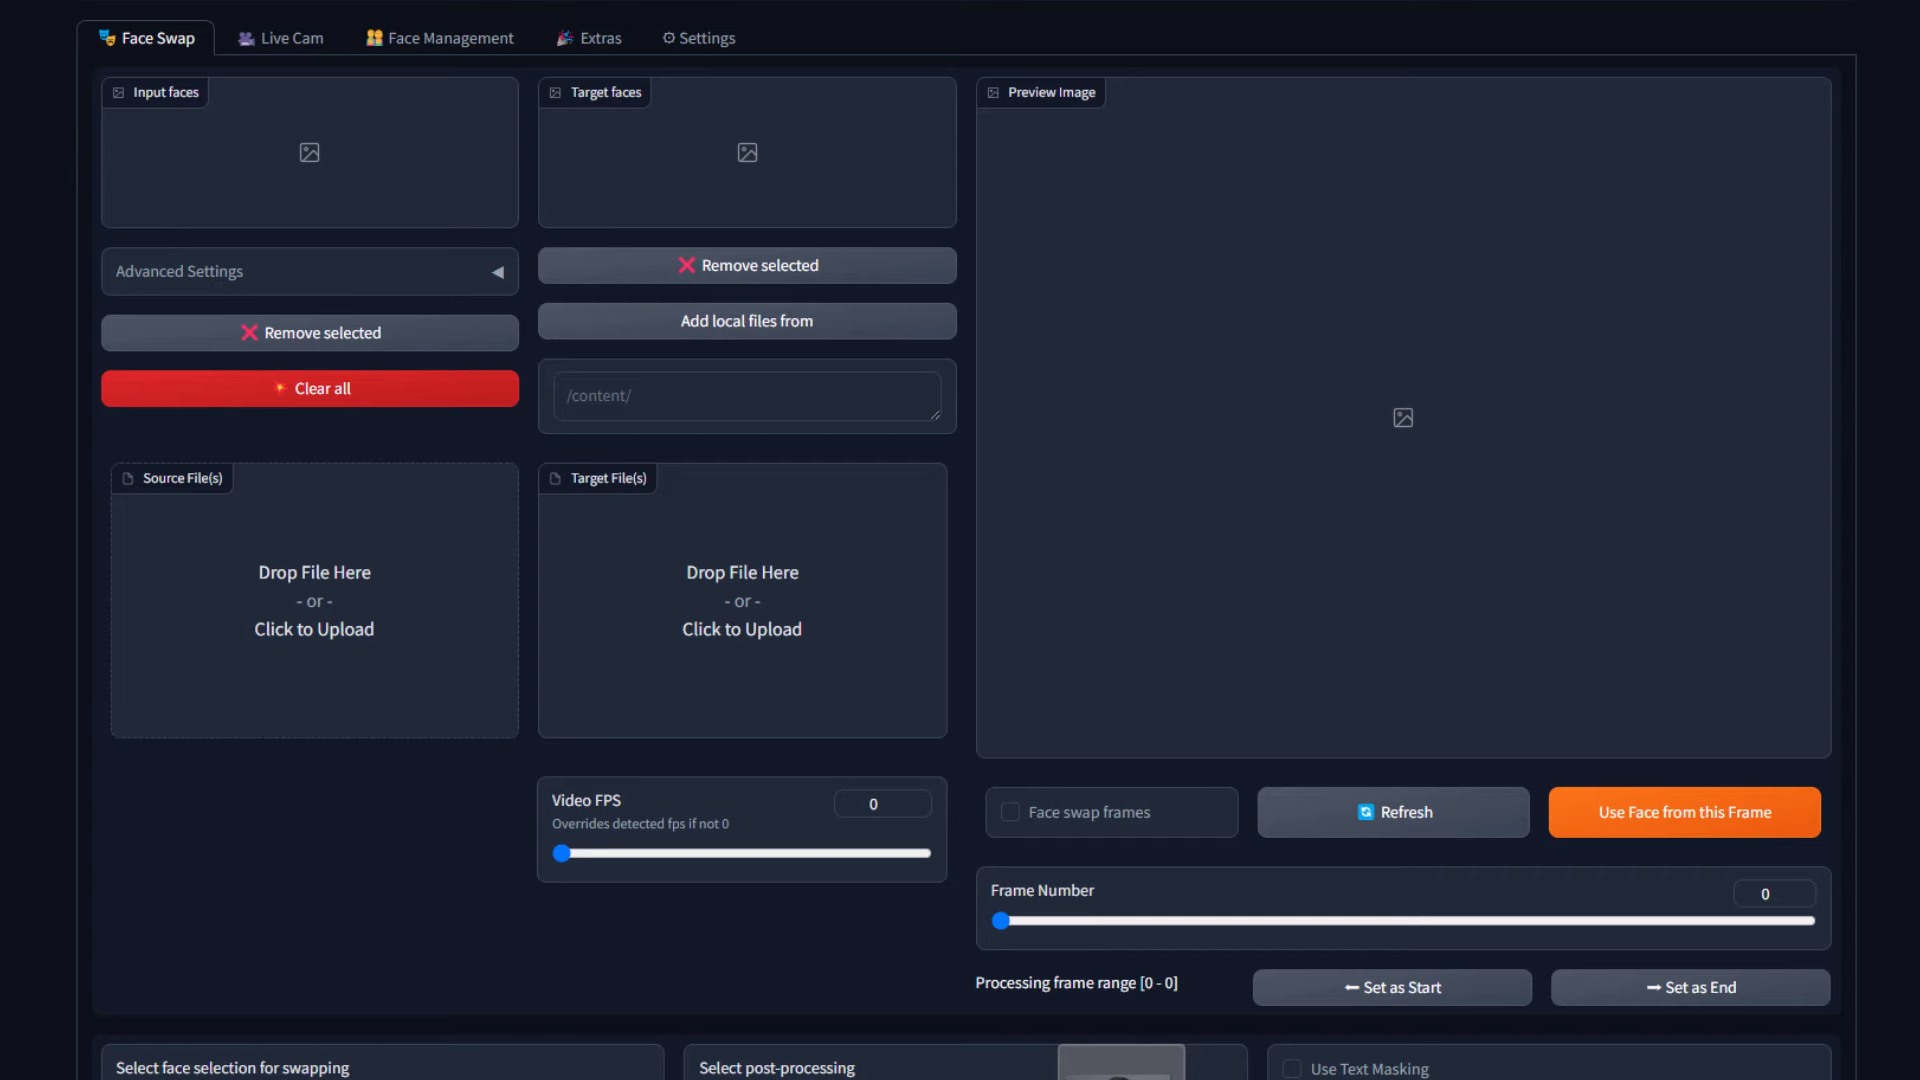 Face Swap
Live Cam
Face Management
Extras
Settings
Input faces
Target faces
Preview Image
Advanced Settings
Remove selected
Clear all
Remove selected
Add local files from
/content/
Source File(s)
Drop File Here
- or -
Click to Upload
Target File(s)
Drop File Here
- or -
Click to Upload
Video FPS
0
Overrides detected fps if not 0
Face swap frames
Refresh
Use Face from this Frame
Frame Number
0
Processing frame range [0 - 0]
⬅ Set as Start
➡ Set as End
Select face selection for swapping
Select post-processing
Use Text Masking